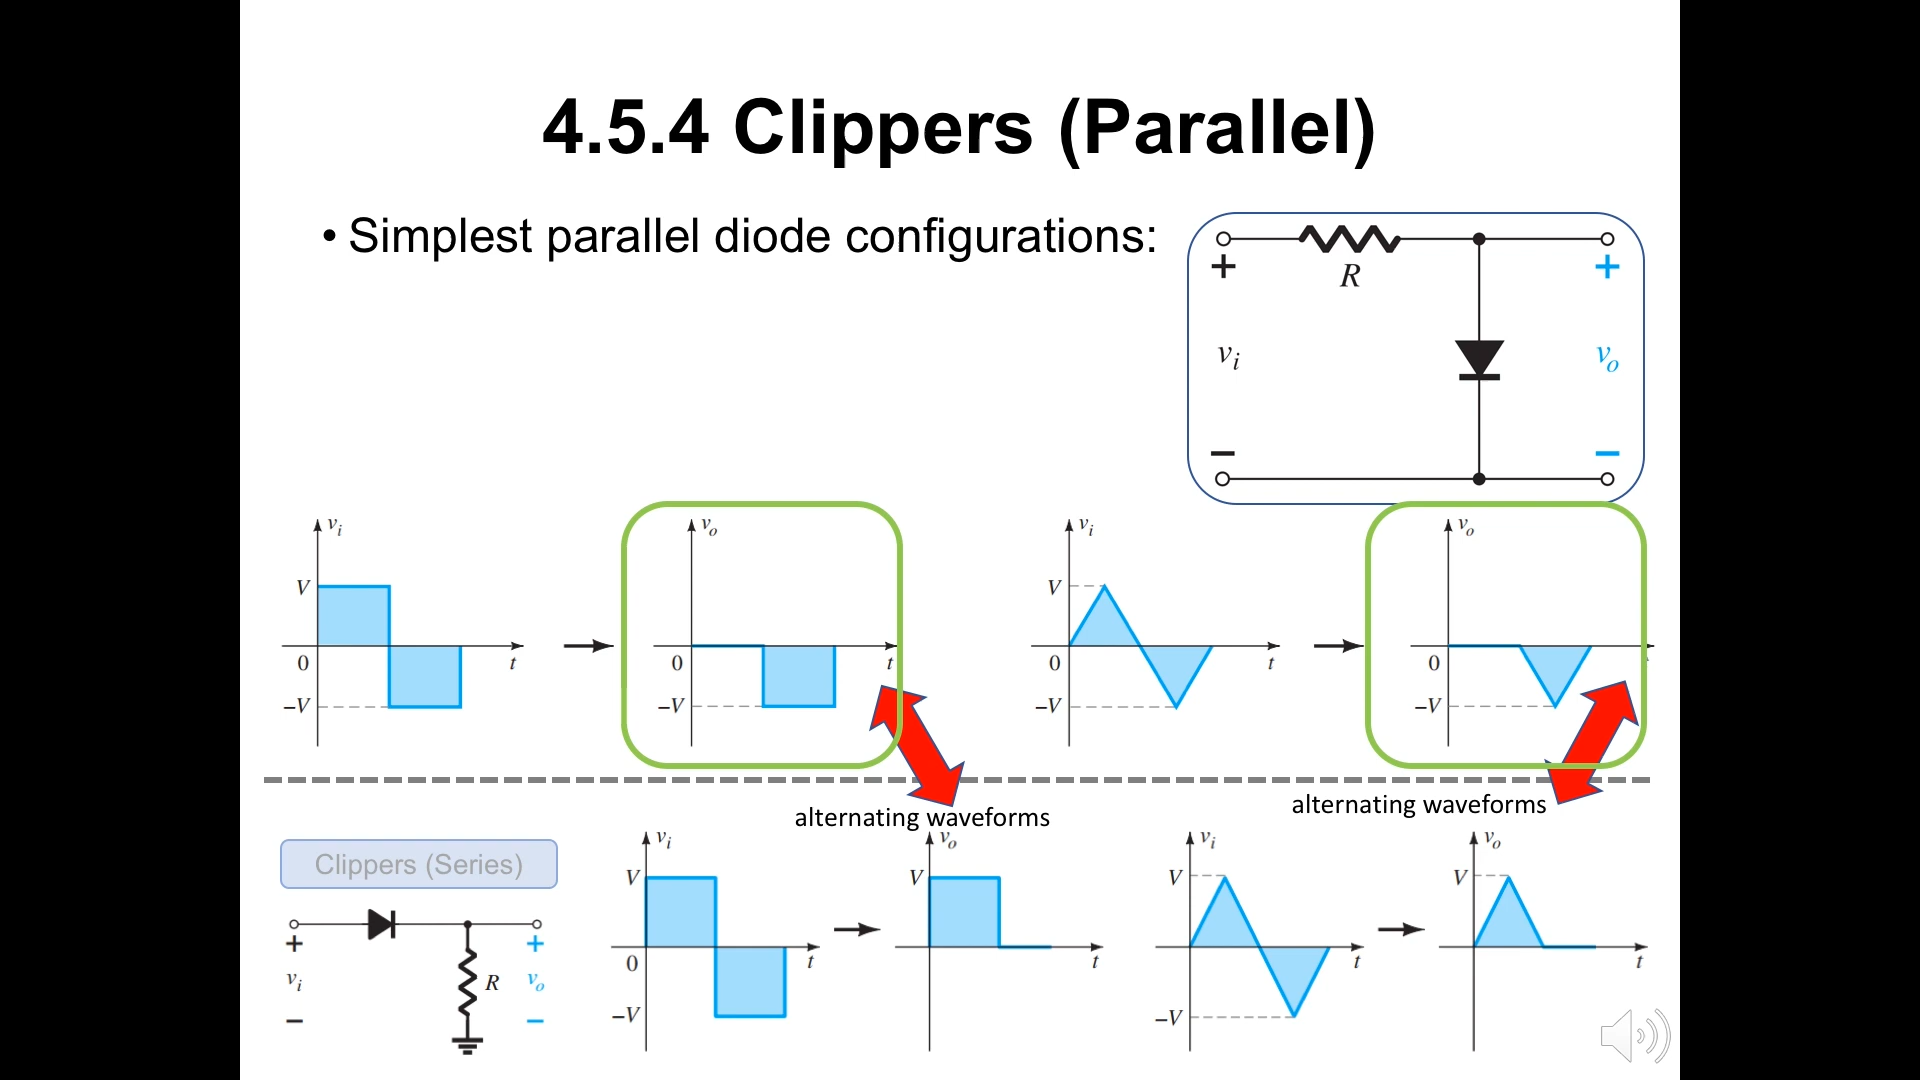 4.5.4 Clippers (Parallel)
• Simplest parallel diode configurations:
R
+ +
vi vo
− −
vi vo vi vo
V V
0 t 0 t 0 t 0
−V −V −V −V
alternating waveforms alternating waveforms
vi vo vi vo
Clippers (Series)
V V V V
+ +
vi R vo
− −
0 t t t t
−V −V